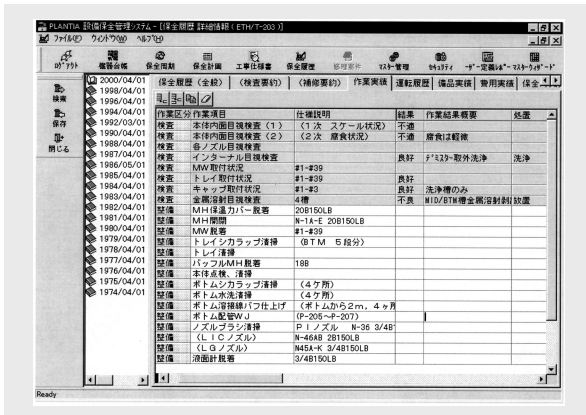 PLANTIA 設備保全管理システム - [保全履歴 詳細情報 ( ETH/T-203 )]
ファイル(F) ウィンドウ(W) ヘルプ(H)
ログアウト 機器台帳 保全周期 保全計画 工事仕様書 保全履歴 修理案件 マスター管理 セキュリティ ユーザー定義レポート マスターウィザード
検索
保存
閉じる
2000/04/01
1998/04/01
1996/04/01
1994/04/01
1992/03/01
1990/04/01
1988/04/01
1987/04/01
1986/05/01
1985/04/01
1984/04/01
1983/04/01
1982/04/01
1981/04/01
1980/04/01
1979/04/01
1978/04/01
1977/04/01
1976/04/01
1975/04/01
1974/04/01
保全履歴（全般） （検査要約） （補修要約） 作業実績 運転履歴 備品実績 費用実績 保全
作業区分 作業項目 仕様説明 結果 作業結果概要 処置
検査 本体内面目視検査（１） （１次 スケール状況） 不適
検査 本体内面目視検査（２） （２次 腐食状況） 不適 腐食は軽微
検査 各ノズル目視検査
検査 インターナル目視検査 良好 デミスター取外洗浄 洗浄
検査 MW取付状況 #1-#39
検査 トレイ取付状況 #1-#39 良好
検査 キャップ取付状況 #1-#3 良好 洗浄槽のみ
検査 金属溶射目視検査 4槽 不良 MID/BTM槽金属溶射剥 放置
整備 ＭＨ保温カバー脱着 20B150LB
整備 ＭＨ開閉 N-1A-E 20B150LB
整備 MW脱着 #1-#39
整備 トレイシカラップ清掃 （ＢＴＭ ５段分）
整備 トレイ清掃
整備 バッフルＭＨ脱着 18B
整備 本体点検、清掃
整備 ボトムシカラップ清掃 （４ケ所）
整備 ボトム水洗清掃 （４ケ所）
整備 ボトム溶接線バフ仕上げ （ボトムから２ｍ，４ヶ所
整備 ボトム配管ＷＪ (P-205～P-207)
整備 ノズルブラシ清掃 ＰＩノズル N-36 3/4B
整備 （ＬＩＣノズル） N-46AB 2B150LB
整備 （ＬＧノズル） N45A-K 3/4B150LB
整備 液面計脱着 3/4B150LB
Ready